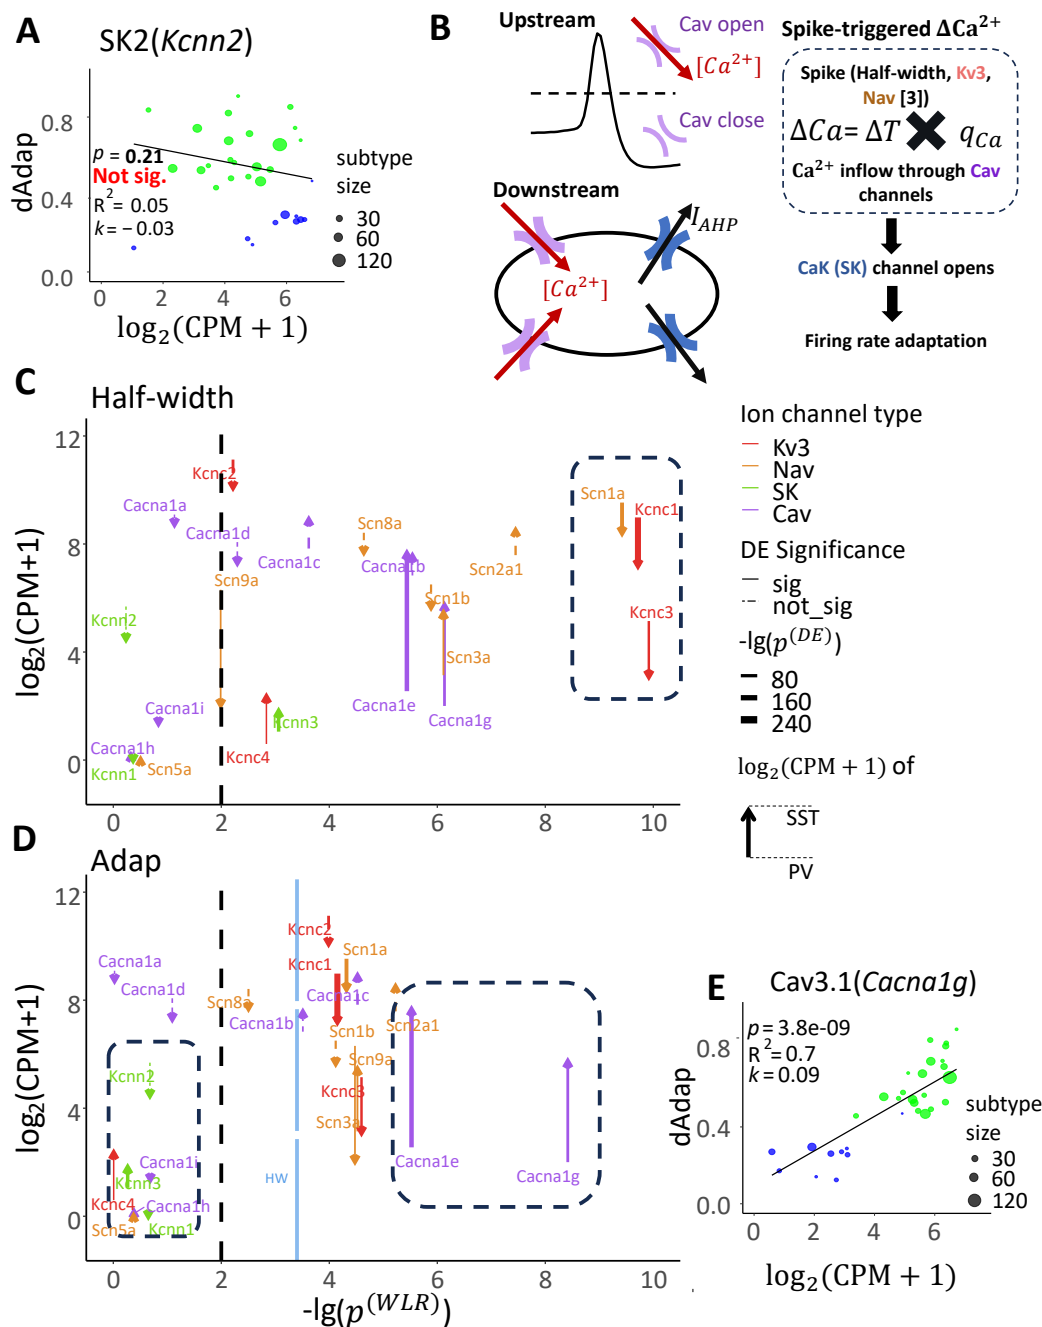 A
SK2(Kcnn2)
dAdap
0.8
0.4
0.0
p = 0.21
Not sig.
R² = 0.05
k = − 0.03
subtype
size
30
60
120
0 2 4 6
log₂(CPM + 1)
B
Upstream
Cav open
[Ca²⁺]
Cav close
Downstream
I_AHP
[Ca²⁺]
Spike-triggered ΔCa²⁺
Spike (Half-width, Kv3,
Nav [3])
ΔCa = ΔT ✖ q_Ca
Ca²⁺ inflow through Cav
channels
CaK (SK) channel opens
Firing rate adaptation
C
Half-width
log₂(CPM+1)
12
8
4
0
Kcnc2
Cacna1a
Cacna1d
Cacna1c
Scn8a
Cacna1b
Scn2a1
Scn1a
Kcnc1
Scn9a
Scn1b
Kcnn2
Kcnc3
Scn3a
Cacna1i
Cacna1e
Cacna1g
Kcnn3
Cacna1h
Kcnc4
Kcnn1
Scn5a
0 2 4 6 8 10
Ion channel type
Kv3
Nav
SK
Cav
DE Significance
sig
not_sig
-lg(p^(DE))
80
160
240
log₂(CPM + 1) of
SST
PV
D
Adap
log₂(CPM+1)
12
8
4
0
Kcnc2
Scn1a
Cacna1a
Kcnc1
Cacna1d
Scn8a
Cacna1c
Cacna1b
Scn1b
Scn2a1
Scn9a
Kcnn2
Kcnc3
Scn3a
Cacna1i
Cacna1e
Cacna1g
Kcnn3
HW
Kcnc4
Cacna1h
Scn5a
Kcnn1
0 2 4 6 8 10
-lg(p^(WLR))
E
Cav3.1(Cacna1g)
dAdap
0.8
0.4
0.0
p = 3.8e-09
R² = 0.7
k = 0.09
subtype
size
30
60
120
0 2 4 6
log₂(CPM + 1)